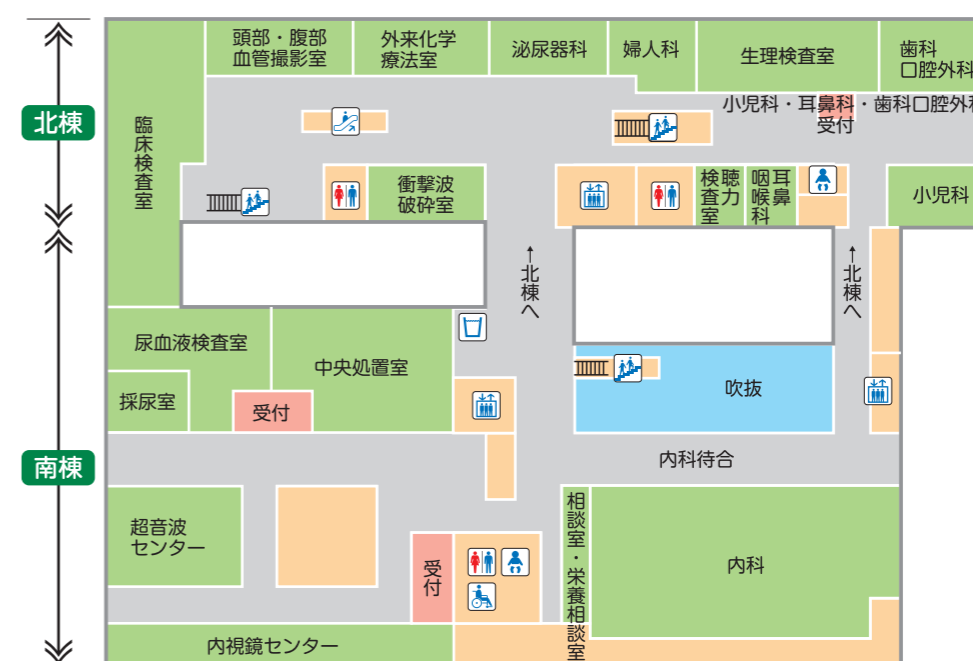 北棟
南棟
臨床検査室
頭部・腹部
血管撮影室
外来化学
療法室
泌尿器科
婦人科
生理検査室
歯科
口腔外科
小児科・耳鼻科・歯科口腔外科
受付
衝撃波
破砕室
聴力
検査室
耳鼻
咽喉科
小児科
↑北棟へ
↑北棟へ
尿血液検査室
中央処置室
採尿室
受付
吹抜
内科待合
超音波
センター
受付
相談室・栄養相談室
内科
内視鏡センター